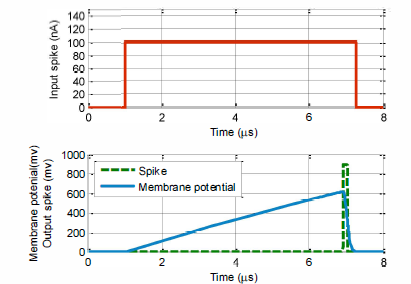 Input spike (nA)
140
120
100
80
60
40
20
0
0 2 4 6 8
Time (μs)
Membrane potential(mv)
Output spike (mv)
1000
800
600
400
200
0
Spike
Membrane potential
0 2 4 6 8
Time (μs)